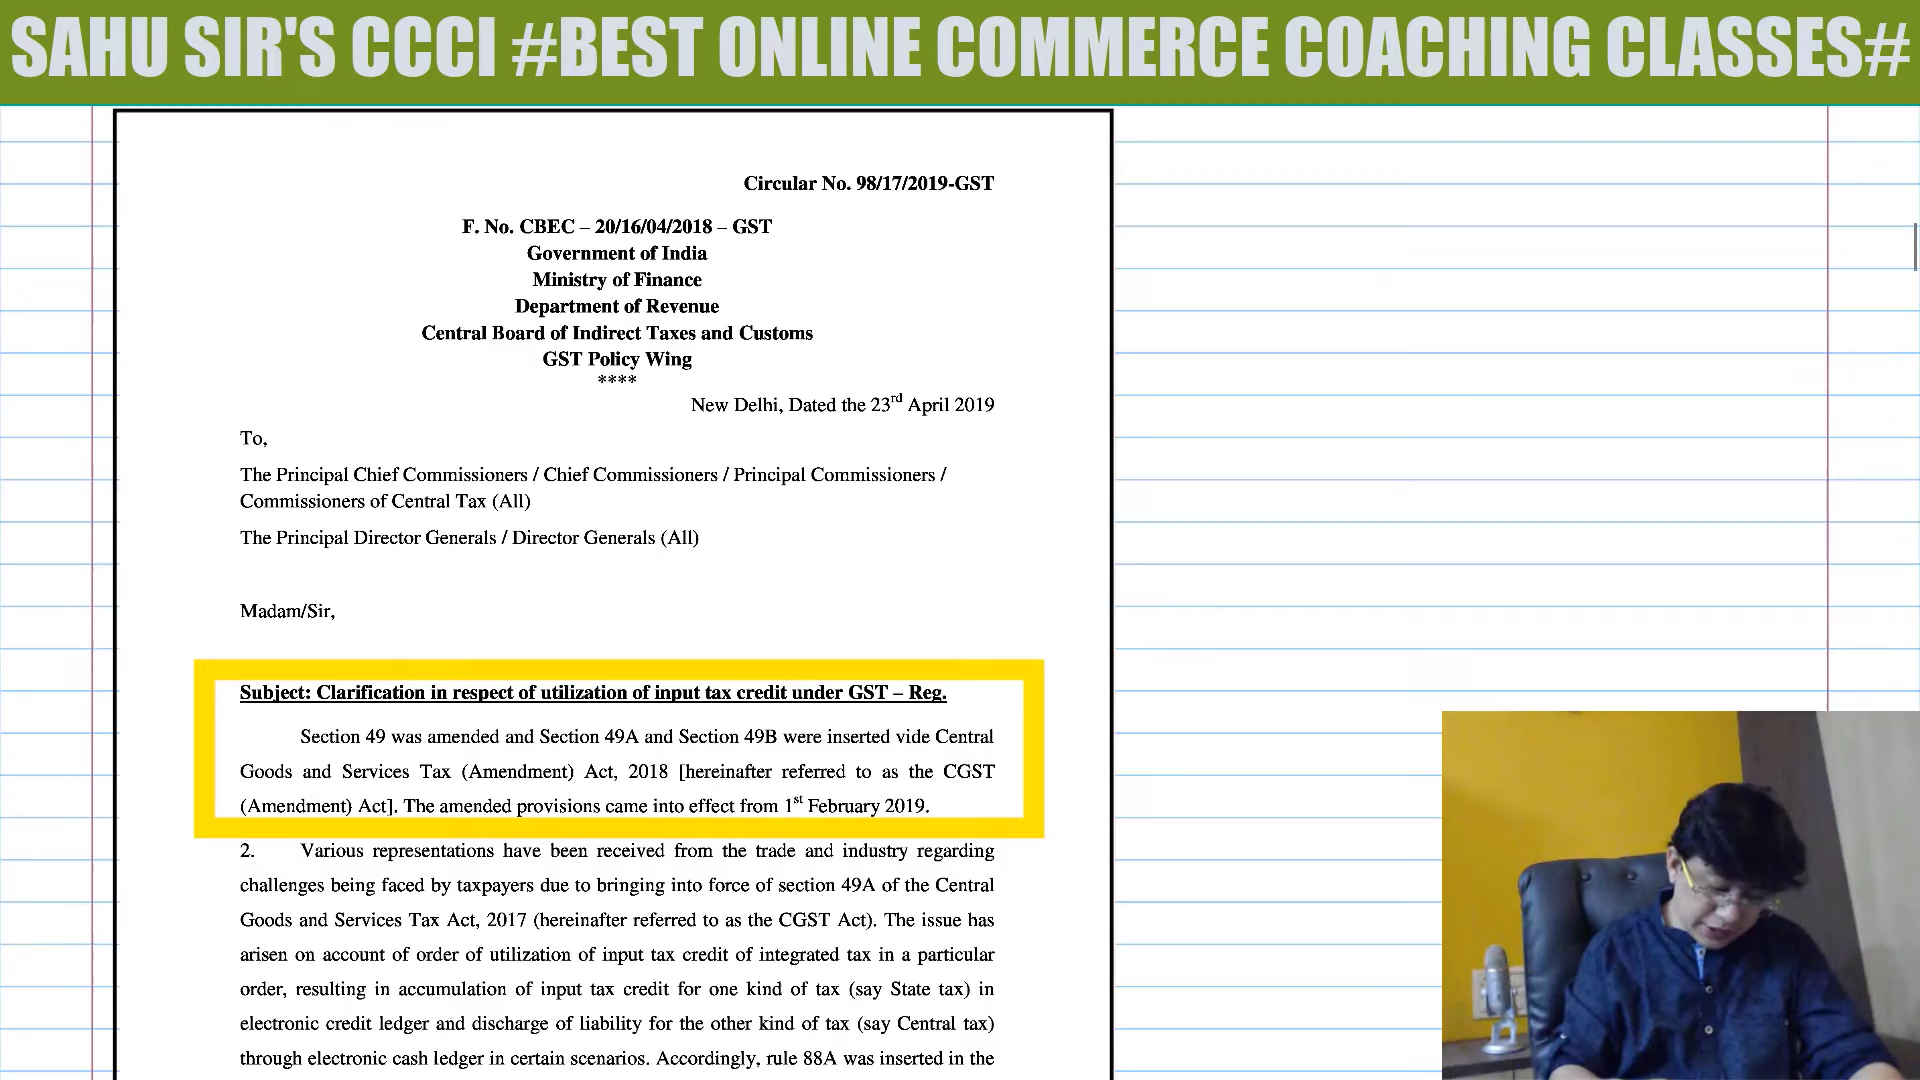 SAHU SIR'S CCCI #BEST ONLINE COMMERCE COACHING CLASSES#
Circular No. 98/17/2019-GST
F. No. CBEC – 20/16/04/2018 – GST
Government of India
Ministry of Finance
Department of Revenue
Central Board of Indirect Taxes and Customs
GST Policy Wing
****
New Delhi, Dated the 23rd April 2019
To,
The Principal Chief Commissioners / Chief Commissioners / Principal Commissioners /
Commissioners of Central Tax (All)
The Principal Director Generals / Director Generals (All)
Madam/Sir,
Subject: Clarification in respect of utilization of input tax credit under GST – Reg.
Section 49 was amended and Section 49A and Section 49B were inserted vide Central
Goods and Services Tax (Amendment) Act, 2018 [hereinafter referred to as the CGST
(Amendment) Act]. The amended provisions came into effect from 1st February 2019.
2. Various representations have been received from the trade and industry regarding
challenges being faced by taxpayers due to bringing into force of section 49A of the Central
Goods and Services Tax Act, 2017 (hereinafter referred to as the CGST Act). The issue has
arisen on account of order of utilization of input tax credit of integrated tax in a particular
order, resulting in accumulation of input tax credit for one kind of tax (say State tax) in
electronic credit ledger and discharge of liability for the other kind of tax (say Central tax)
through electronic cash ledger in certain scenarios. Accordingly, rule 88A was inserted in the